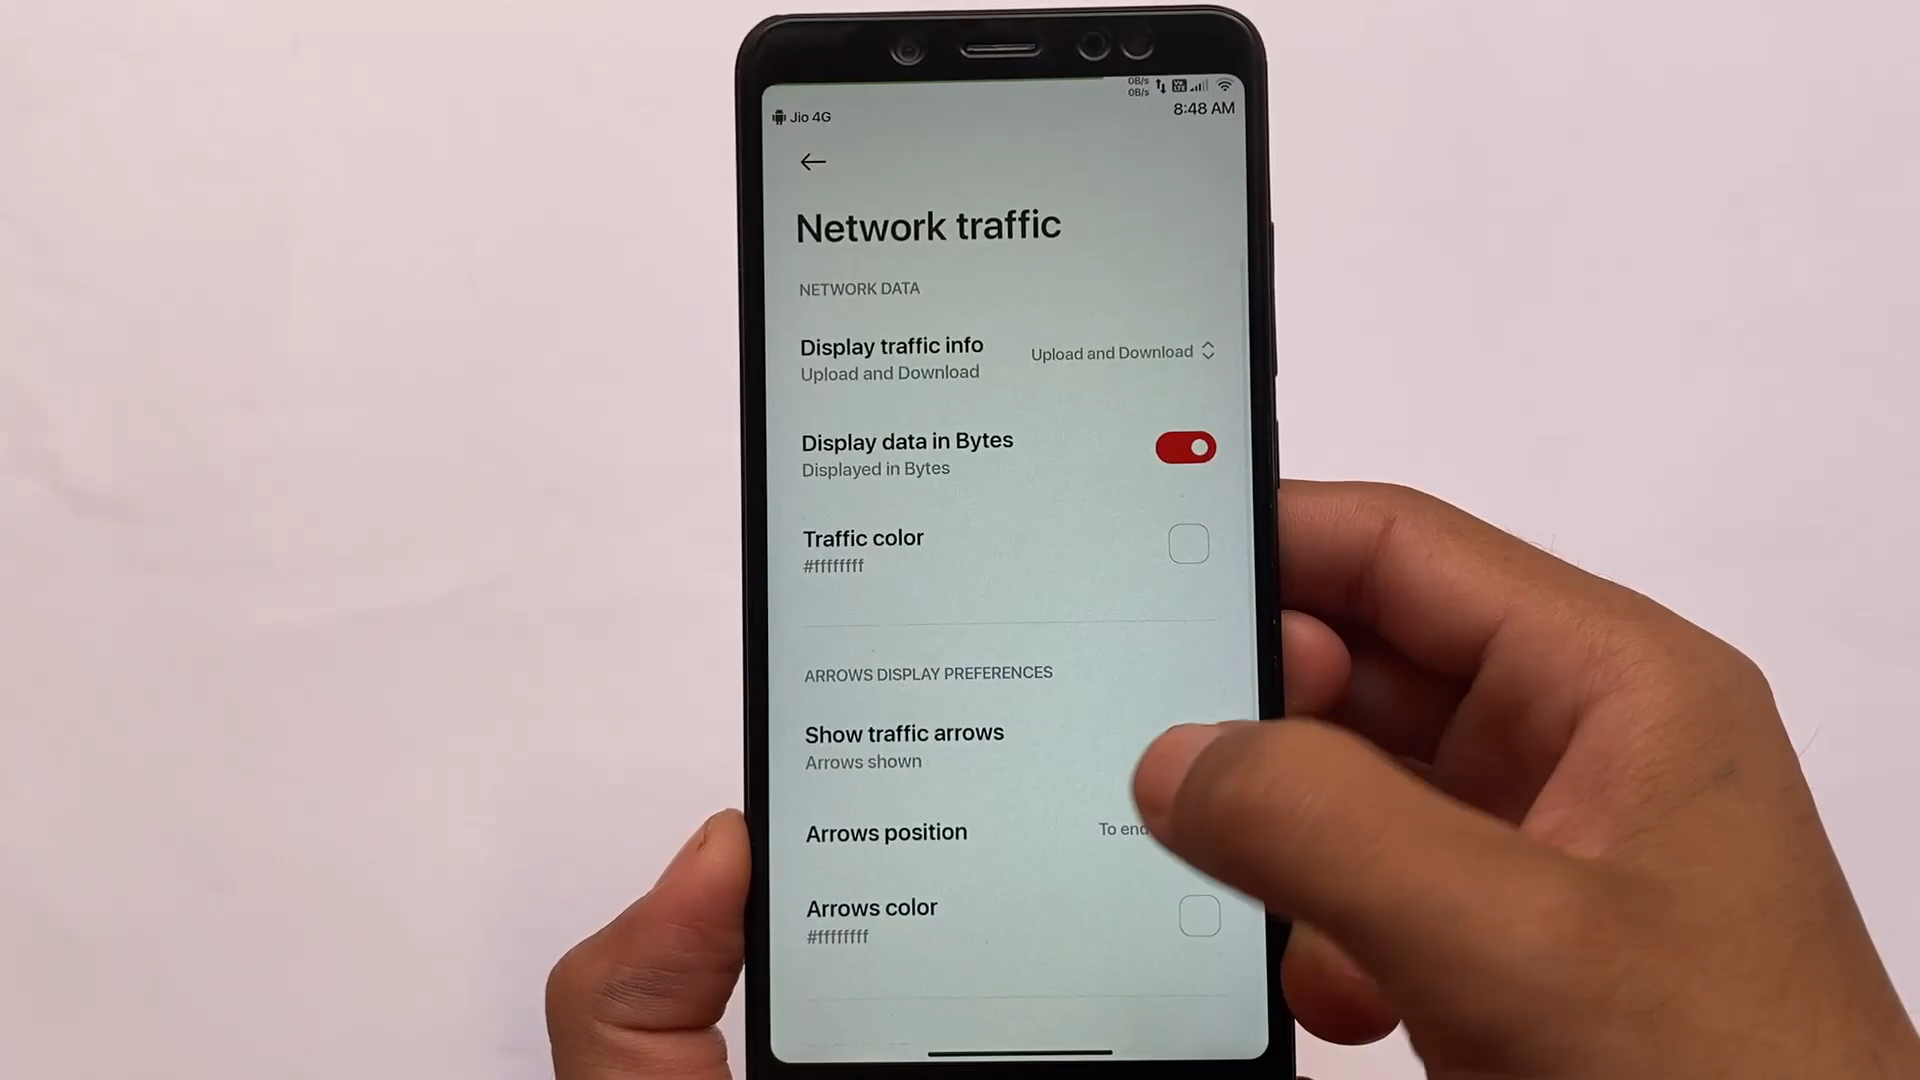 0B/s
0B/s
8:48 AM
Jio 4G
Network traffic
NETWORK DATA
Display traffic info
Upload and Download
Upload and Download
Display data in Bytes
Displayed in Bytes
Traffic color
#ffffffff
ARROWS DISPLAY PREFERENCES
Show traffic arrows
Arrows shown
Arrows position
To end
Arrows color
#ffffffff